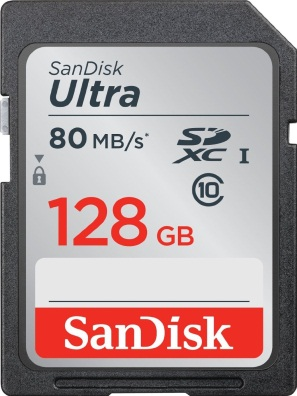 SanDisk
Ultra
80 MB/s*
SD
XC I
10
128 GB
SanDisk